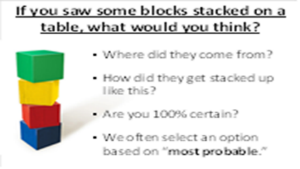 If you saw some blocks stacked on a
table, what would you think?
• Where did they come from?
• How did they get stacked up
like this?
• Are you 100% certain?
• We often select an option
based on “most probable.”